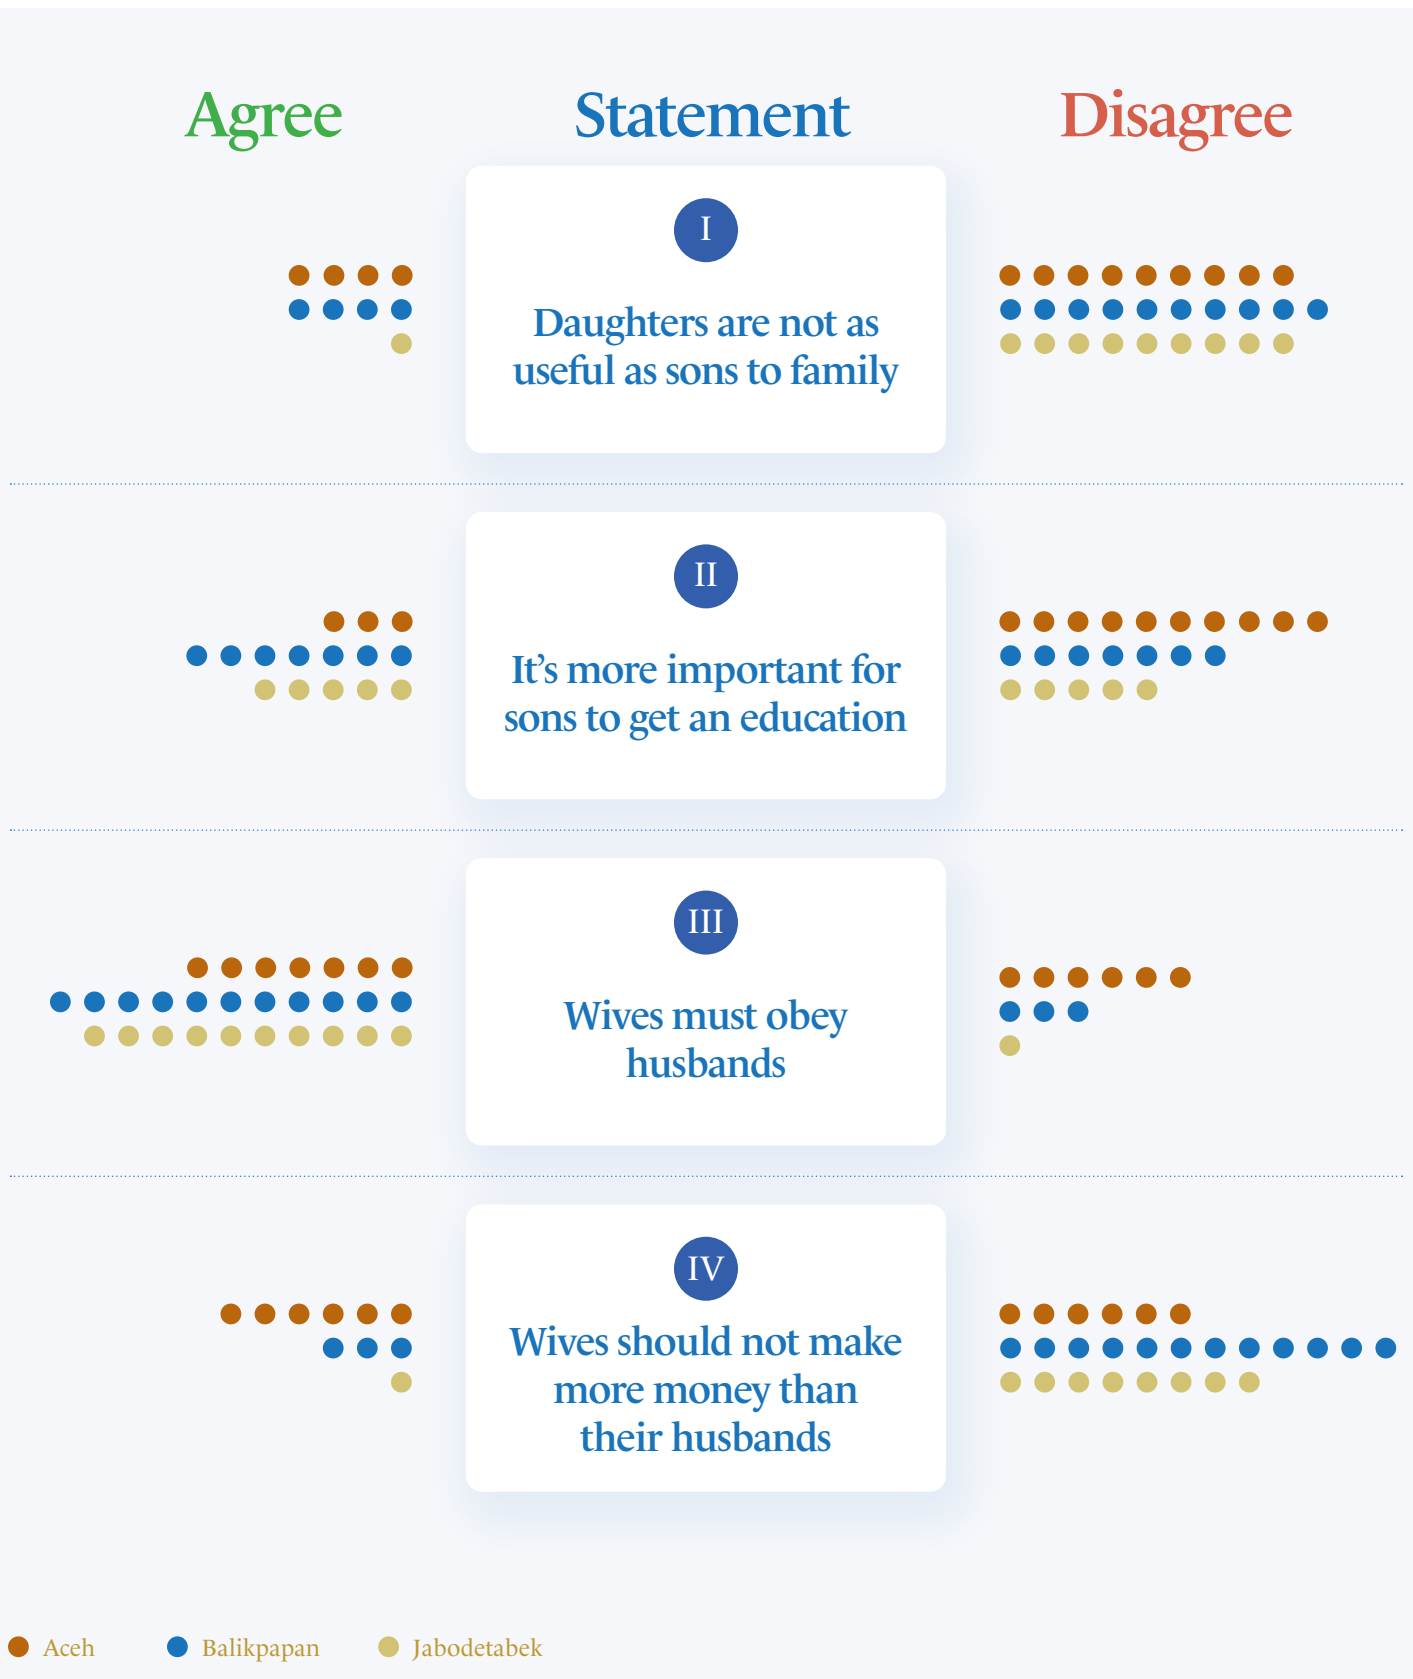 Agree
Statement
Disagree
I
Daughters are not as
useful as sons to family
II
It’s more important for
sons to get an education
III
Wives must obey
husbands
IV
Wives should not make
more money than
their husbands
Aceh
Balikpapan
Jabodetabek